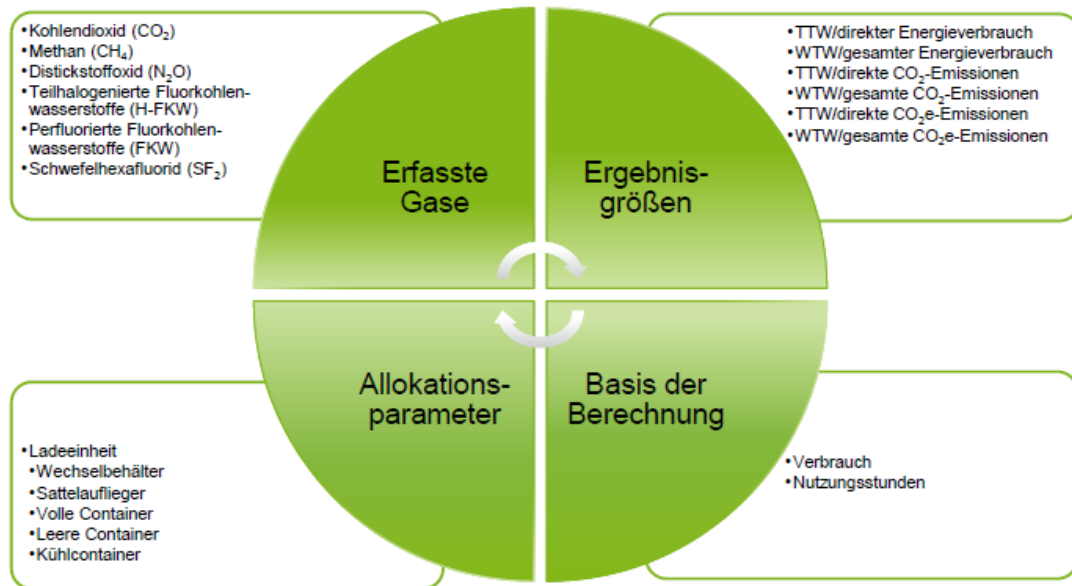 •Kohlendioxid (CO₂)
•Methan (CH₄)
•Distickstoffoxid (N₂O)
•Teilhalogenierte Fluorkohlen-
wasserstoffe (H-FKW)
•Perfluorierte Fluorkohlen-
wasserstoffe (FKW)
•Schwefelhexafluorid (SF₂)
Erfasste
Gase
•TTW/direkter Energieverbrauch
•WTW/gesamter Energieverbrauch
•TTW/direkte CO₂-Emissionen
•WTW/gesamte CO₂-Emissionen
•TTW/direkte CO₂e-Emissionen
•WTW/gesamte CO₂e-Emissionen
Ergebnis-
größen
Allokations-
parameter
•Ladeeinheit
•Wechselbehälter
•Sattelauflieger
•Volle Container
•Leere Container
•Kühlcontainer
Basis der
Berechnung
•Verbrauch
•Nutzungsstunden